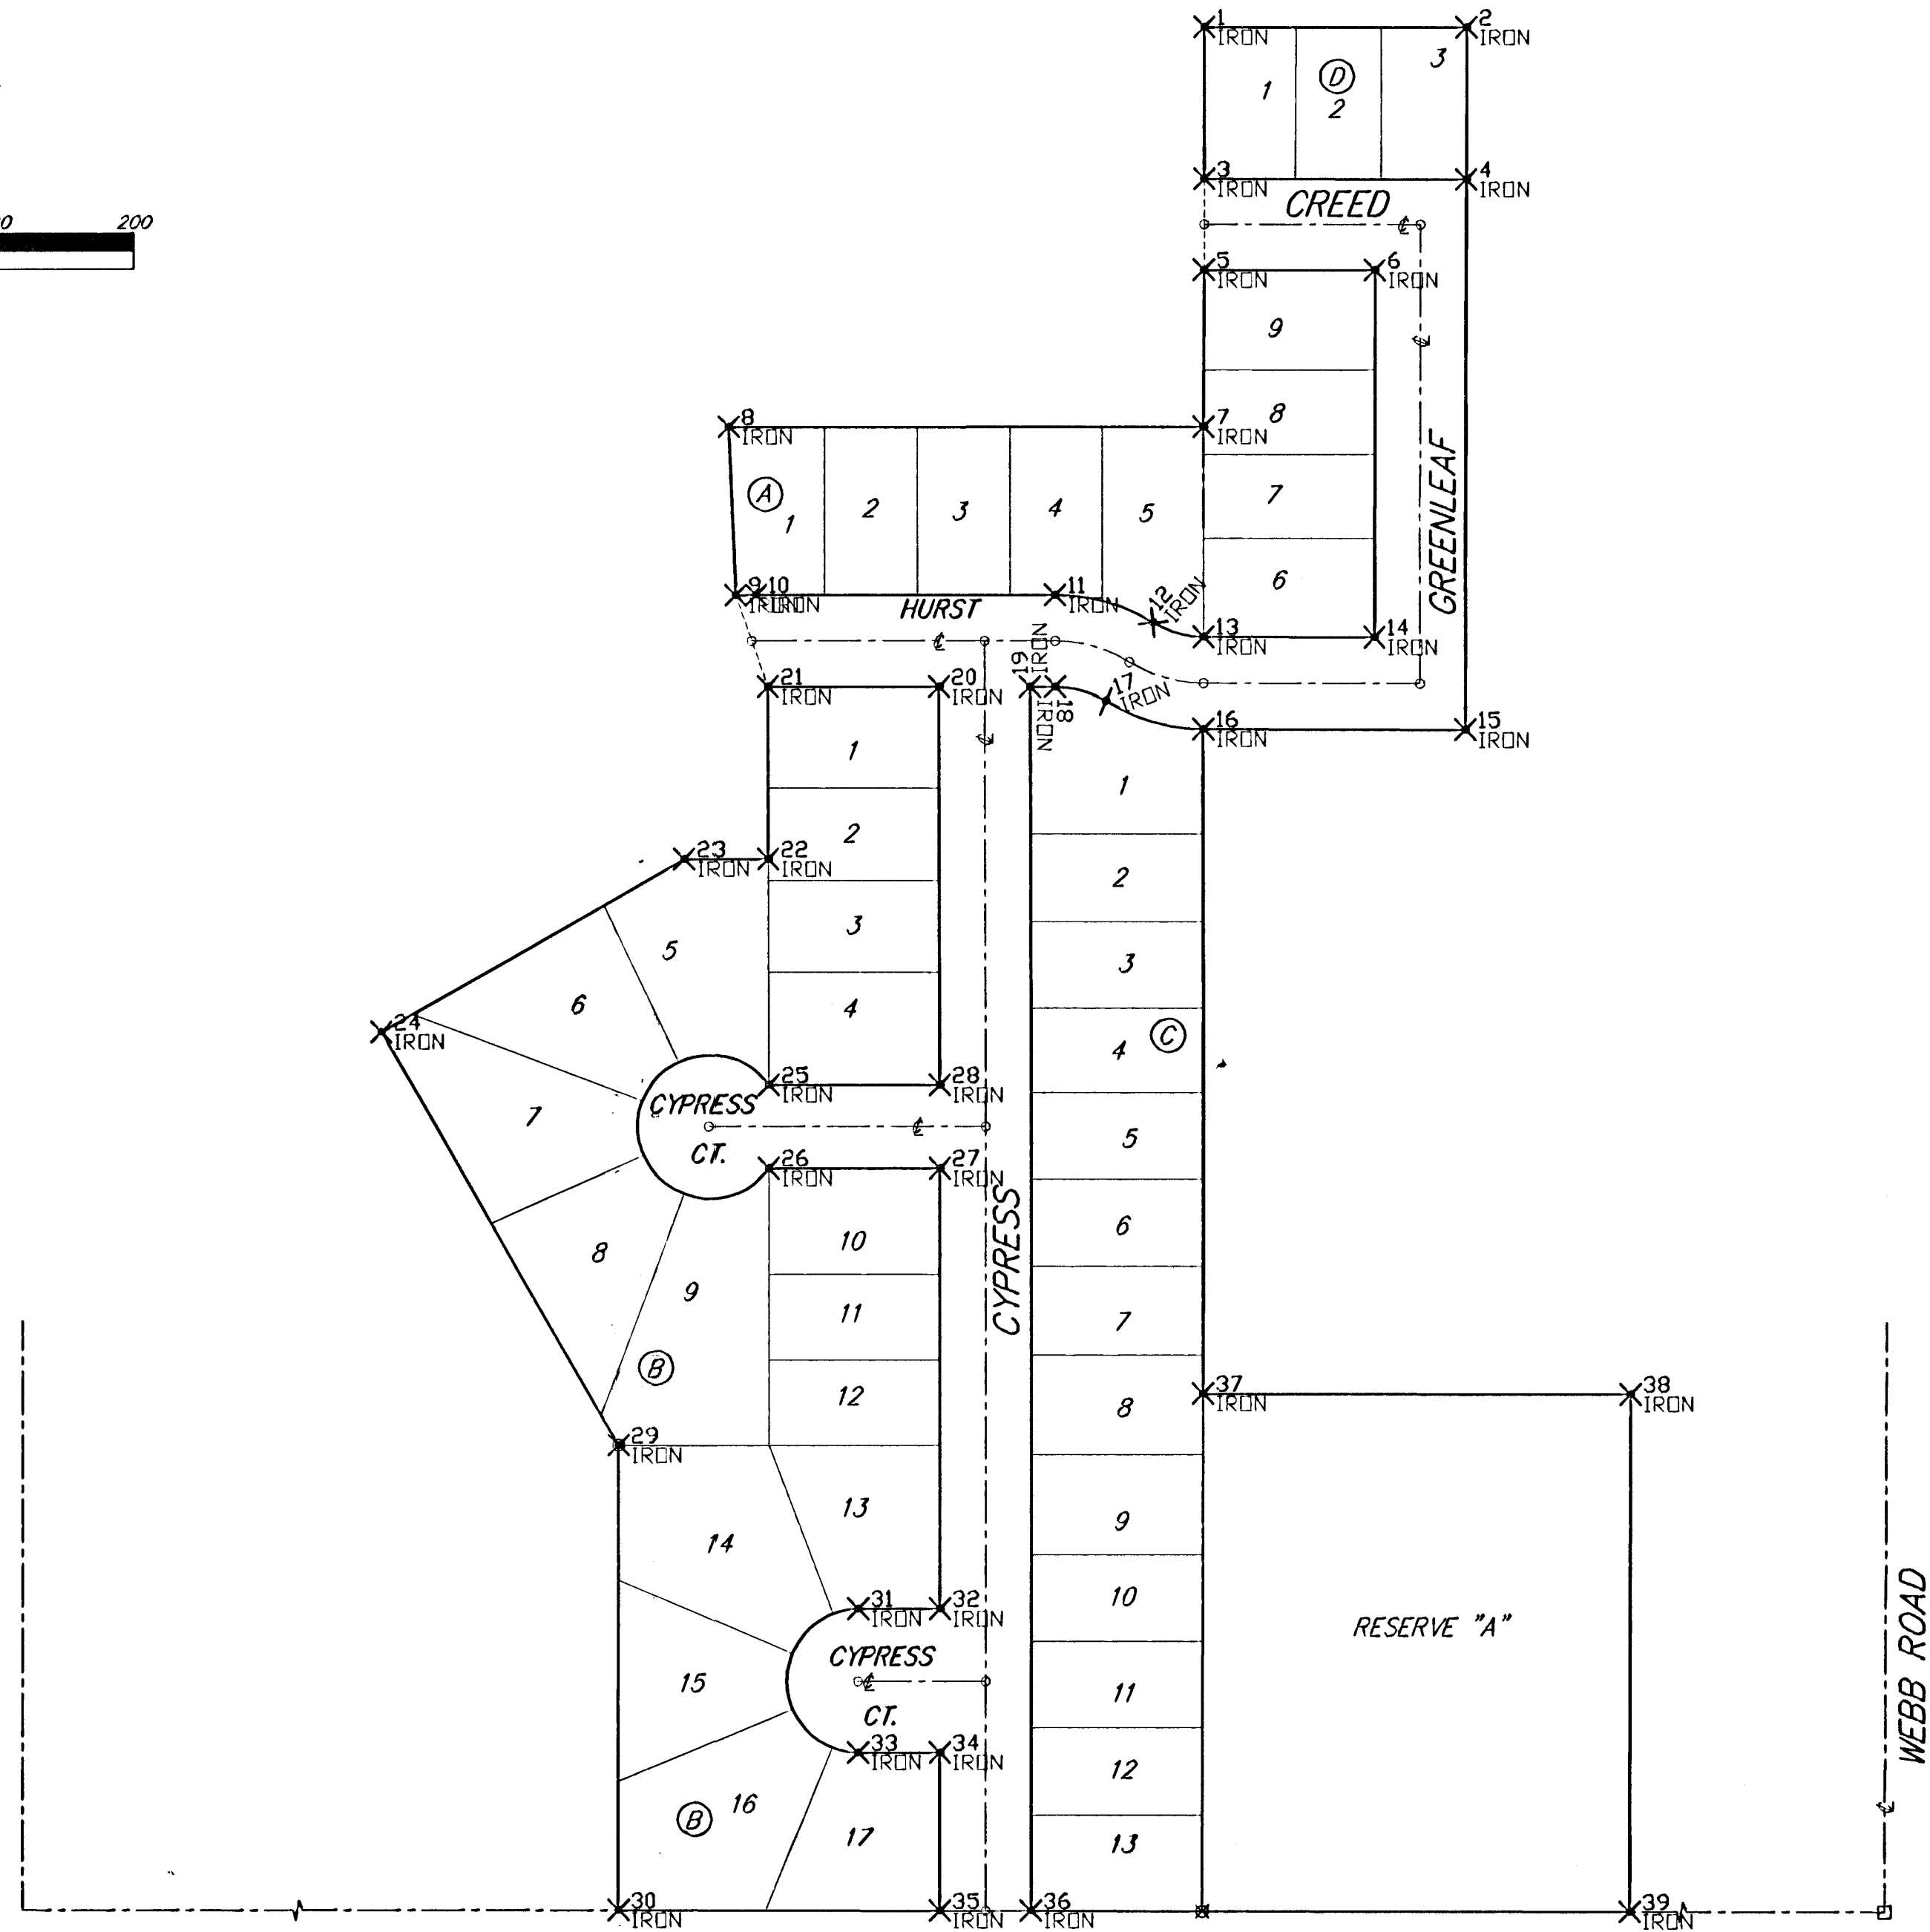 1
IRON
2
IRON
3
D
1
2
3
IRON
4
IRON
CREED
200
5
IRON
6
IRON
9
8
IRON
7
IRON
8
GREENLEAF
A
1
2
3
4
5
7
6
9
IRON
10
IRON
11
IRON
12
IRON
HURST
13
IRON
14
IRON
21
IRON
20
IRON
19
IRON
18
IRON
17
IRON
16
IRON
15
IRON
1
1
2
23
IRON
22
IRON
2
5
3
3
6
4
24
IRON
4
C
25
IRON
28
IRON
CYPRESS
CT.
7
5
26
IRON
27
IRON
CYPRESS
8
10
6
9
11
7
B
12
8
37
IRON
38
IRON
29
IRON
13
9
14
31
IRON
32
IRON
10
RESERVE "A"
WEBB ROAD
CYPRESS
CT.
15
11
33
IRON
34
IRON
12
B
16
17
13
30
IRON
35
IRON
36
IRON
39
IRON